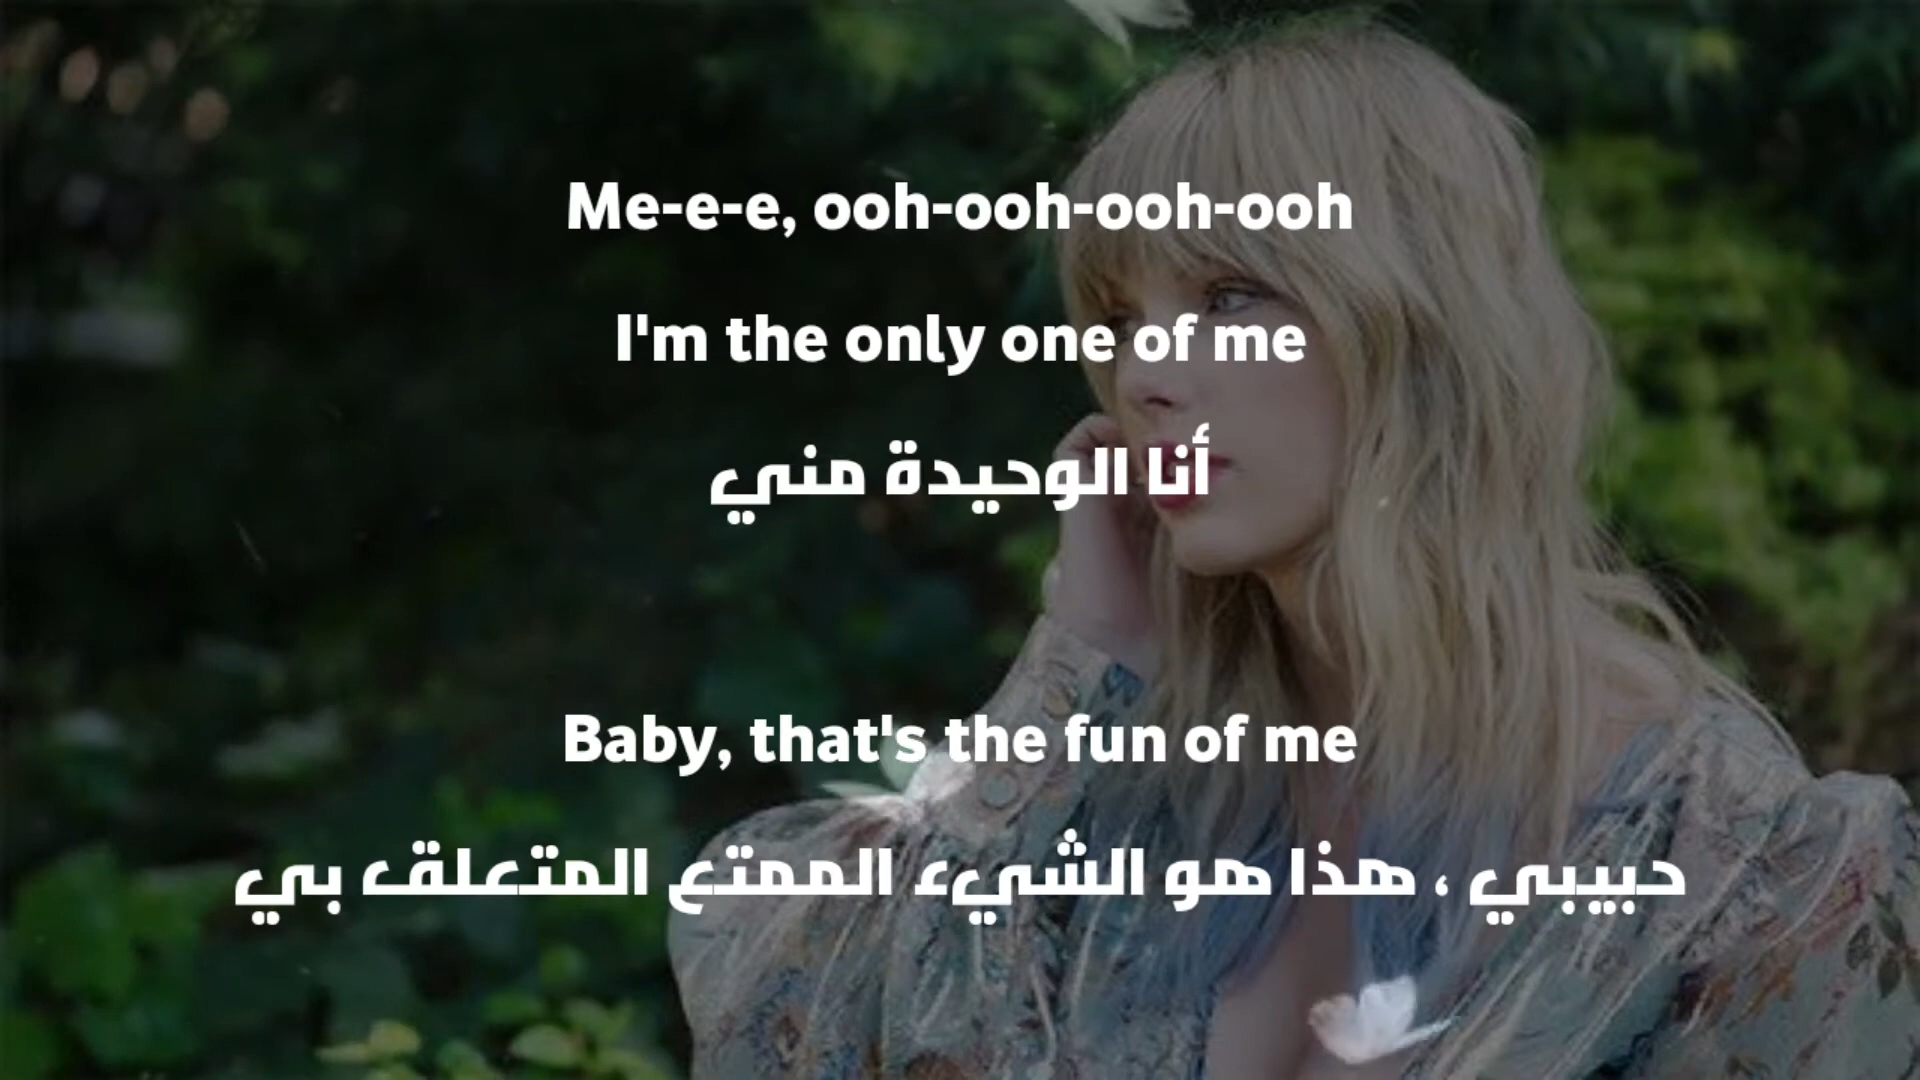 Me-e-e, ooh-ooh-ooh-ooh
I'm the only one of me
أنا الوحيدة مني
Baby, that's the fun of me
حبيبي ، هذا هو الشيء الممتع المتعلق بي